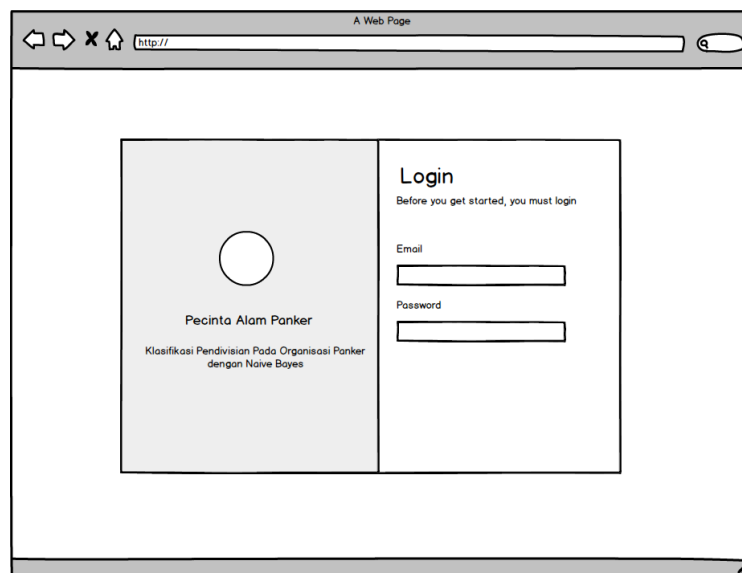 A Web Page
http://
Login
Before you get started, you must login
Email
Password
Pecinta Alam Panker
Klasifikasi Pendivisian Pada Organisasi Panker
dengan Naive Bayes